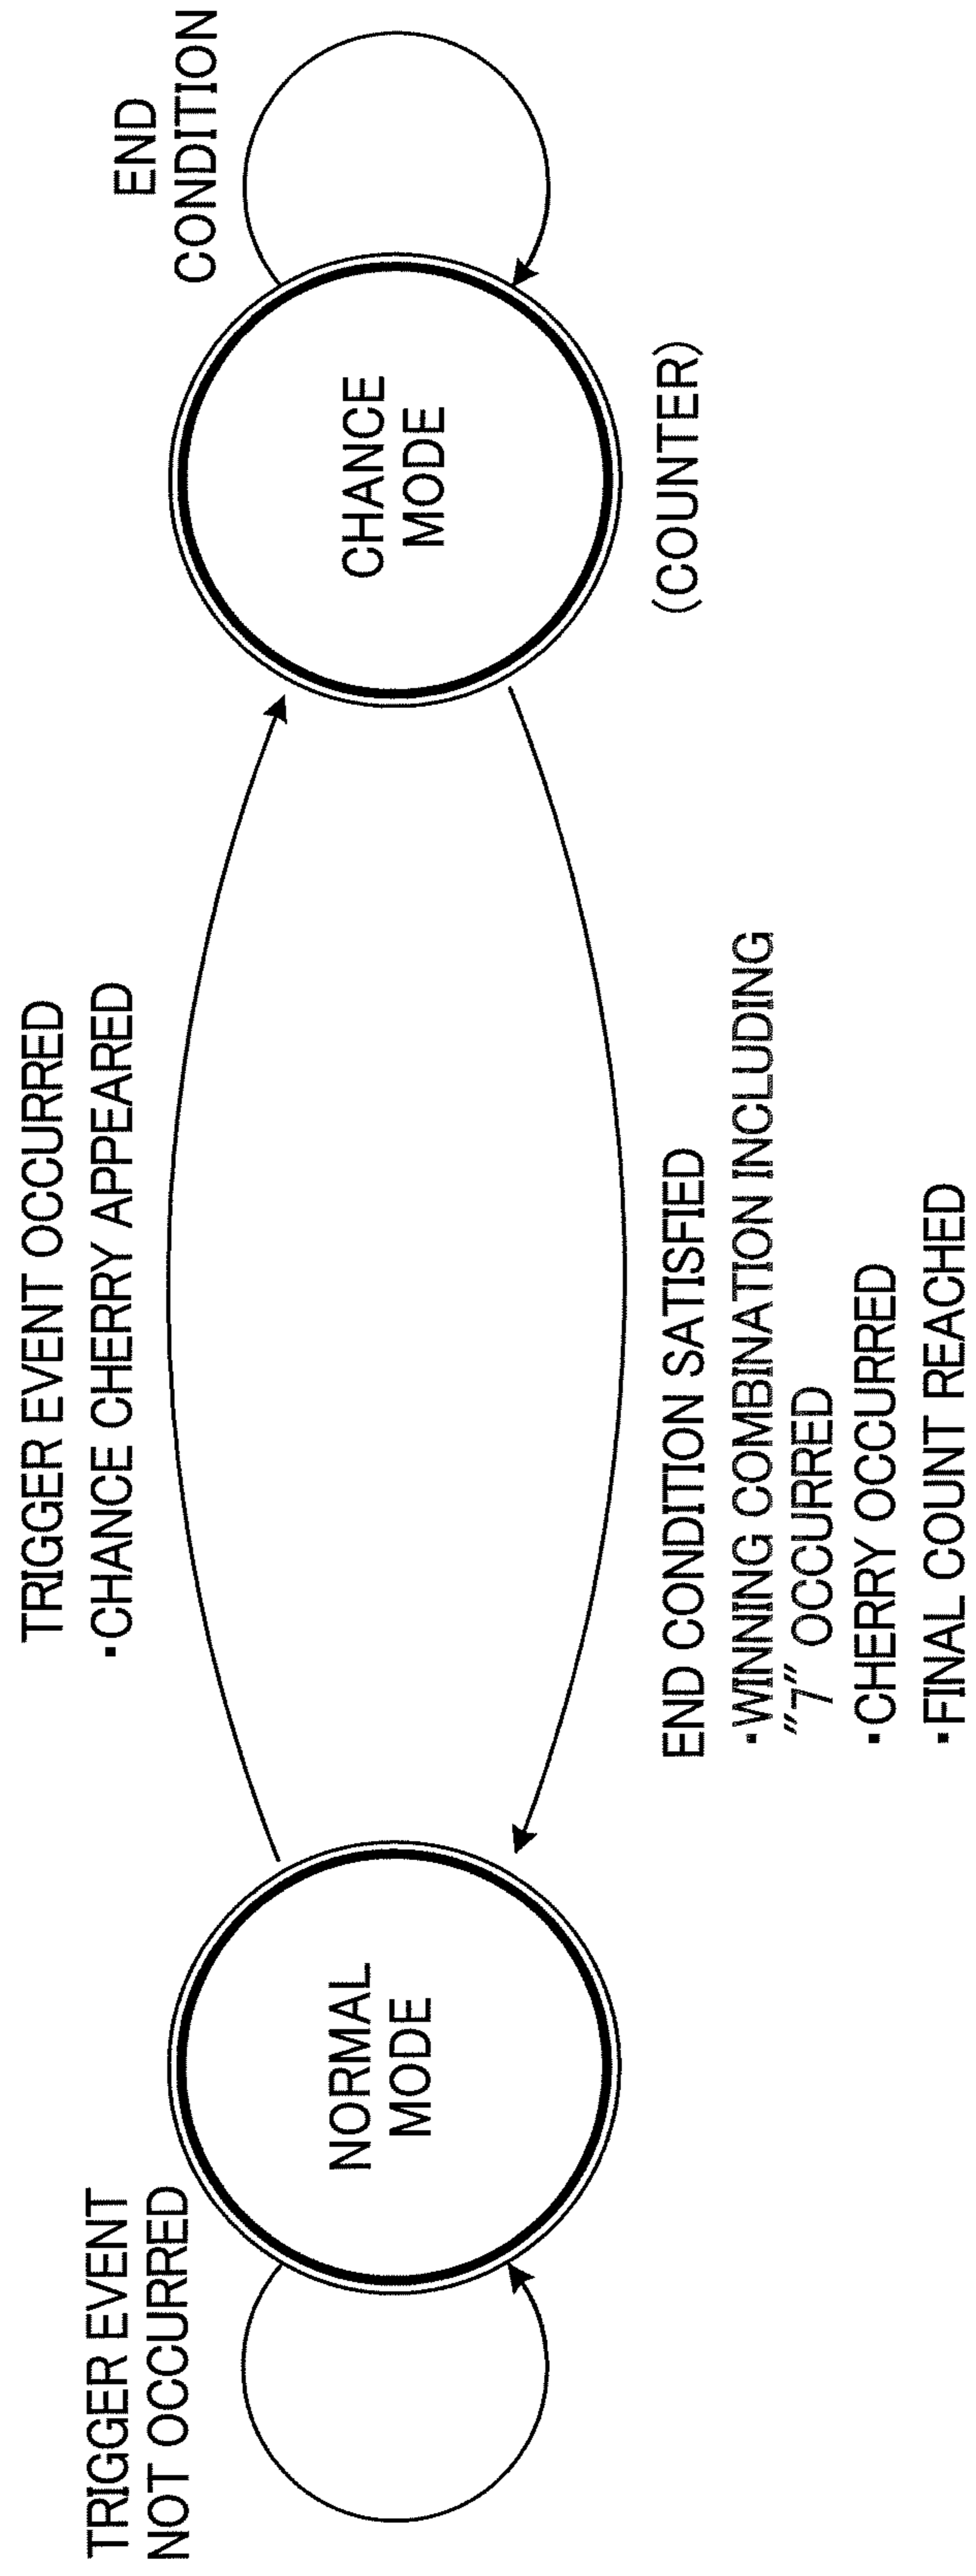 TRIGGER EVENT
NOT OCCURRED
NORMAL
MODE
TRIGGER EVENT OCCURRED
・CHANCE CHERRY APPEARED
END CONDITION SATISFIED
・WINNING COMBINATION INCLUDING
"7" OCCURRED
・CHERRY OCCURRED
・FINAL COUNT REACHED
CHANCE
MODE
(COUNTER)
END
CONDITION